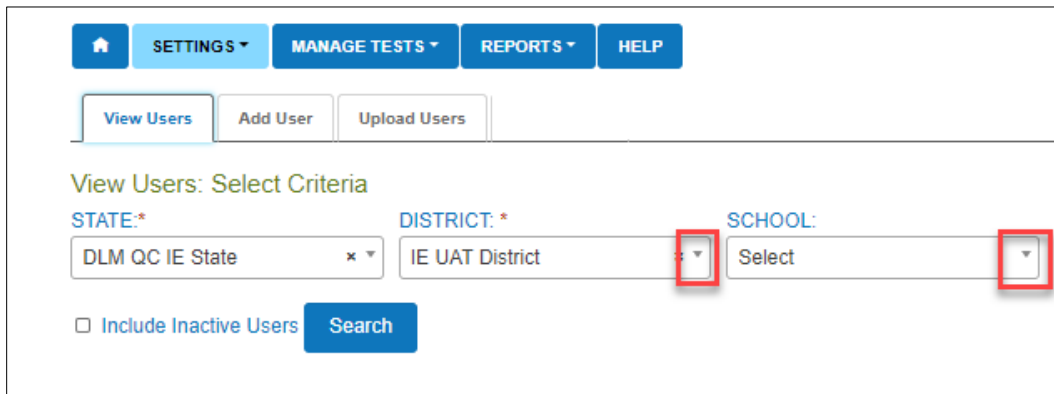 SETTINGS MANAGE TESTS REPORTS HELP
View Users Add User Upload Users
View Users: Select Criteria
STATE:* DISTRICT: * SCHOOL:
DLM QC IE State × IE UAT District × Select
Include Inactive Users Search